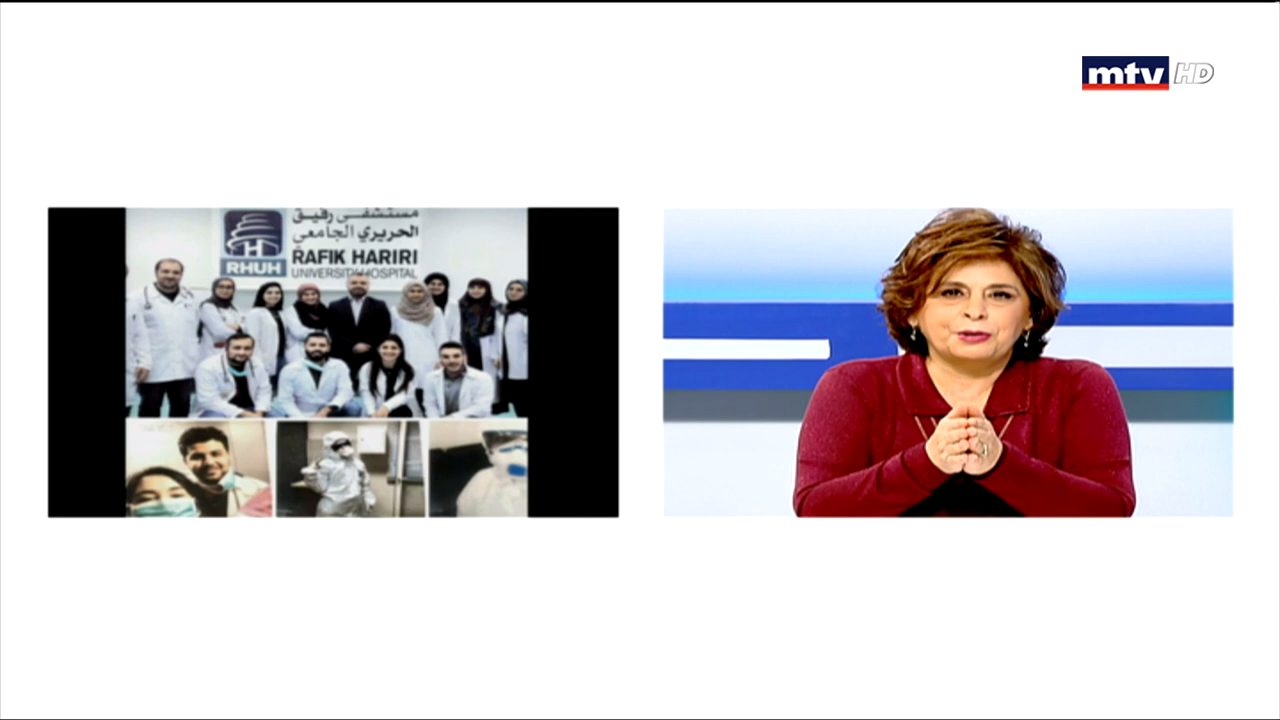 mtv HD
مستشفى رفيق
الحريري الجامعي
RAFIK HARIRI
UNIVERSITY HOSPITAL
RHUH